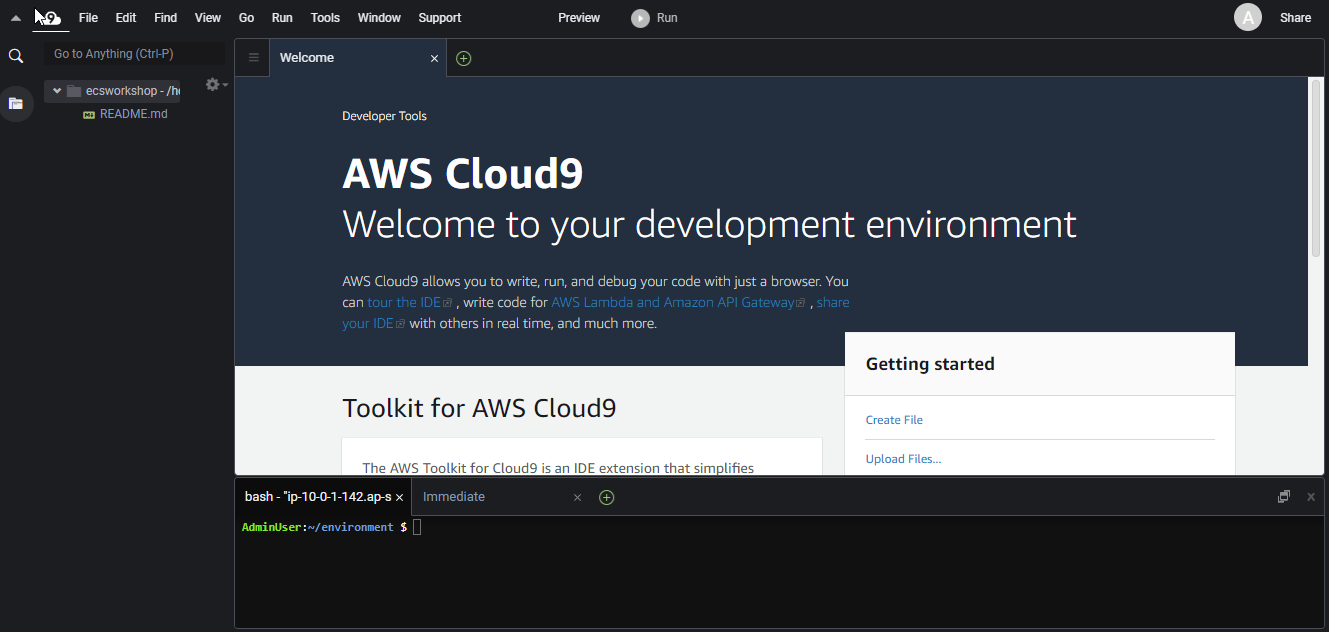 9 File Edit Find View Go Run Tools Window Support Preview Run A Share
Go to Anything (Ctrl-P)
Welcome
ecsworkshop - /h
README.md
Developer Tools
AWS Cloud9
Welcome to your development environment
AWS Cloud9 allows you to write, run, and debug your code with just a browser. You
can tour the IDE , write code for AWS Lambda and Amazon API Gateway , share
your IDE with others in real time, and much more.
Getting started
Create File
Upload Files...
Toolkit for AWS Cloud9
The AWS Toolkit for Cloud9 is an IDE extension that simplifies
bash - "ip-10-0-1-142.ap-s
Immediate
AdminUser:~/environment $